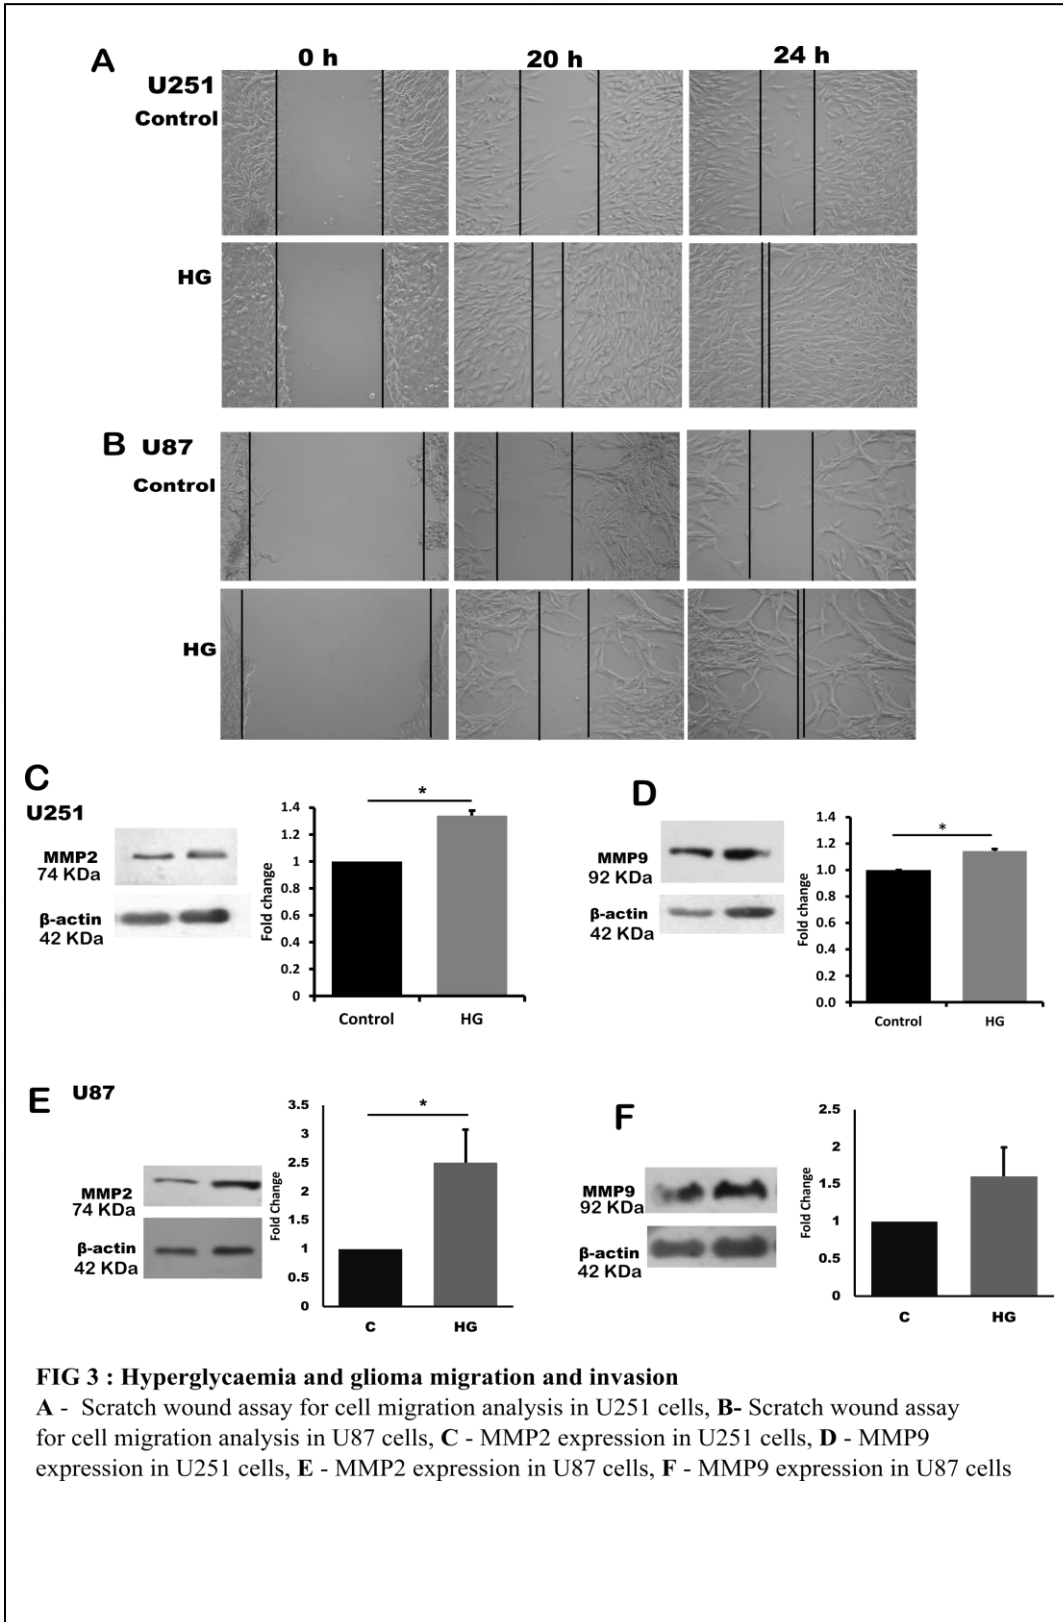 A
0 h
20 h
24 h
U251
Control
HG
B U87
Control
HG
C
U251
MMP2
74 KDa
β-actin
42 KDa
Fold change
1.4
1.2
1
0.8
0.6
0.4
0.2
0
*
Control
HG
D
MMP9
92 KDa
β-actin
42 KDa
Fold change
1.4
1.2
1.0
0.8
0.6
0.4
0.2
0.0
*
Control
HG
E
U87
MMP2
74 KDa
β-actin
42 KDa
Fold Change
3.5
3
2.5
2
1.5
1
0.5
0
*
C
HG
F
MMP9
92 KDa
β-actin
42 KDa
Fold Change
2.5
2
1.5
1
0.5
0
C
HG
FIG 3 : Hyperglycaemia and glioma migration and invasion
A - Scratch wound assay for cell migration analysis in U251 cells, B- Scratch wound assay
for cell migration analysis in U87 cells, C - MMP2 expression in U251 cells, D - MMP9
expression in U251 cells, E - MMP2 expression in U87 cells, F - MMP9 expression in U87 cells